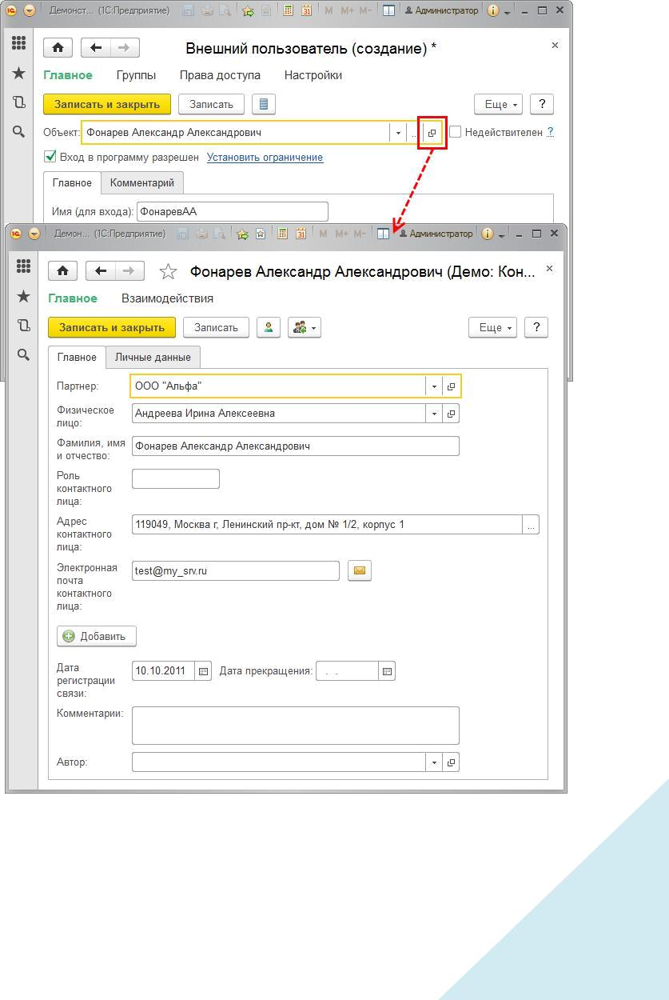 Демонст... (1С:Предприятие) M M+ M- Администратор
Внешний пользователь (создание) *
Главное Группы Права доступа Настройки
Записать и закрыть Записать Еще ?
Объект: Фонарев Александр Александрович ... Недействителен ?
Вход в программу разрешен Установить ограничение
Главное Комментарий
Имя (для входа): ФонаревАА
Демон... (1С:Предприятие) M M+ M- Администратор
Фонарев Александр Александрович (Демо: Кон...
Главное Взаимодействия
Записать и закрыть Записать Еще ?
Главное Личные данные
Партнер: ООО "Альфа"
Физическое
лицо:
Андреева Ирина Алексеевна
Фамилия, имя
и отчество:
Фонарев Александр Александрович
Роль
контактного
лица:
Адрес
контактного
лица:
119049, Москва г, Ленинский пр-кт, дом № 1/2, корпус 1 ...
Электронная
почта
контактного
лица:
test@my_srv.ru
Добавить
Дата
регистрации
связи:
10.10.2011 Дата прекращения: . .
Комментарии:
Автор: